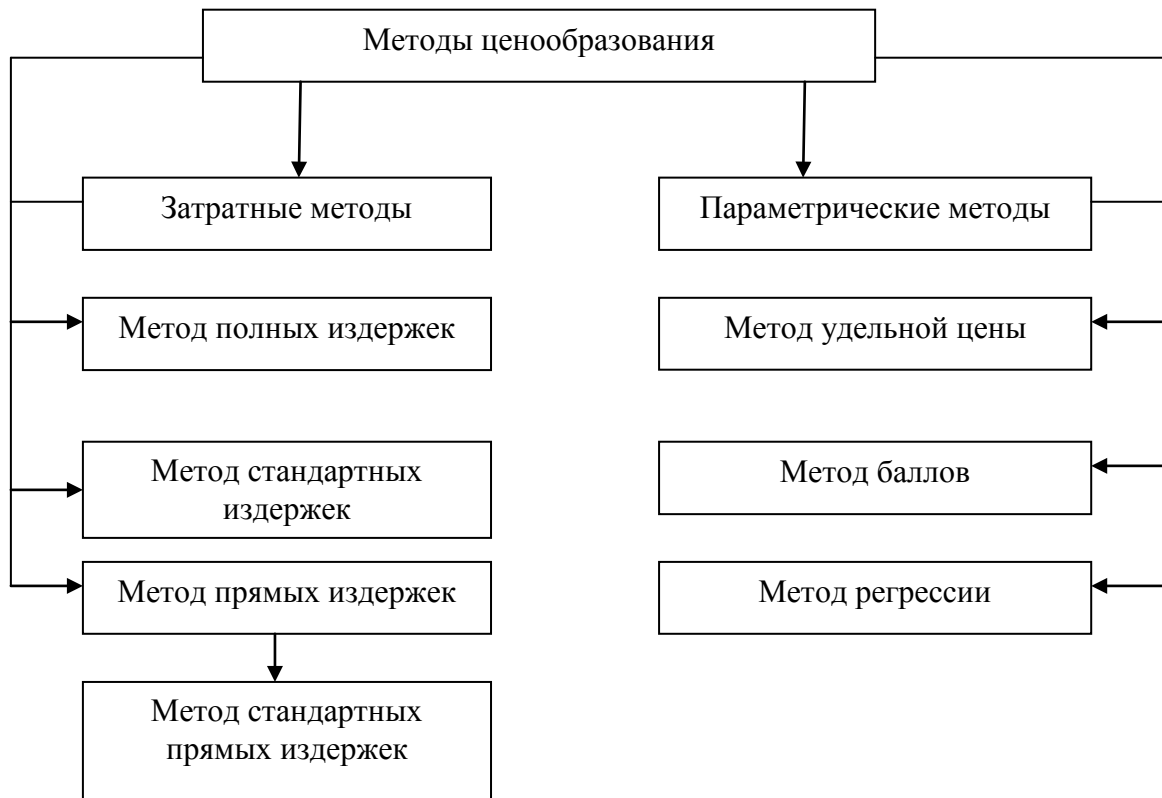 Методы ценообразования
Затратные методы
Параметрические методы
Метод полных издержек
Метод удельной цены
Метод стандартных
издержек
Метод баллов
Метод прямых издержек
Метод регрессии
Метод стандартных
прямых издержек